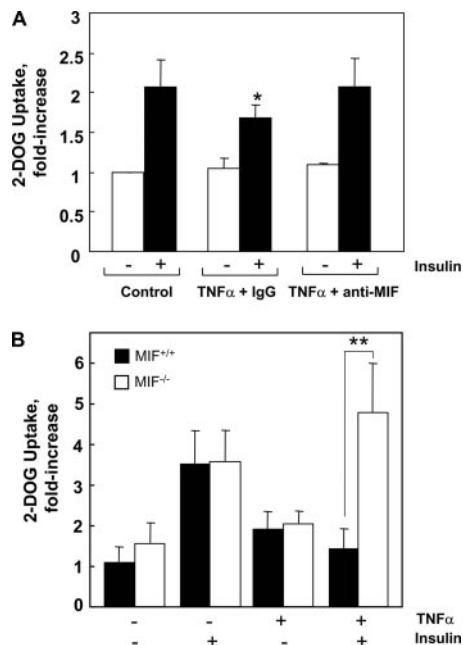 A
2-DOG Uptake,
fold-increase
3
2.5
2
1.5
1
0.5
*
- + - + - + Insulin
Control TNFα + IgG TNFα + anti-MIF
B
2-DOG Uptake,
fold-increase
6
5
4
3
2
1
0
MIF+/+
MIF-/-
**
- - + + TNFα
- + - + Insulin